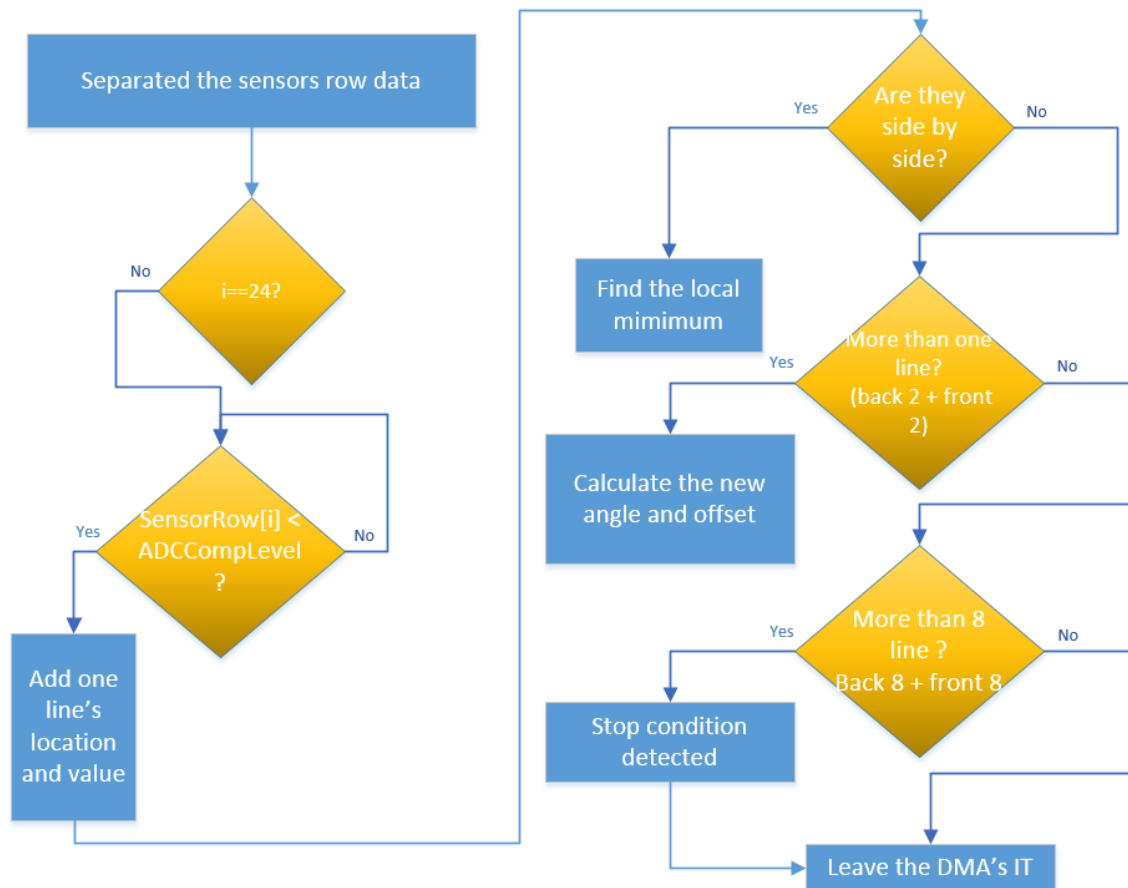 Separated the sensors row data
i==24?
No
SensorRow[i] <
ADCCompLevel
?
Yes
No
Add one
line's
location
and value
Are they
side by
side?
Yes
No
Find the local
mimimum
More than one
line?
(back 2 + front
2)
Yes
No
Calculate the new
angle and offset
More than 8
line ?
Back 8 + front 8
Yes
No
Stop condition
detected
Leave the DMA's IT